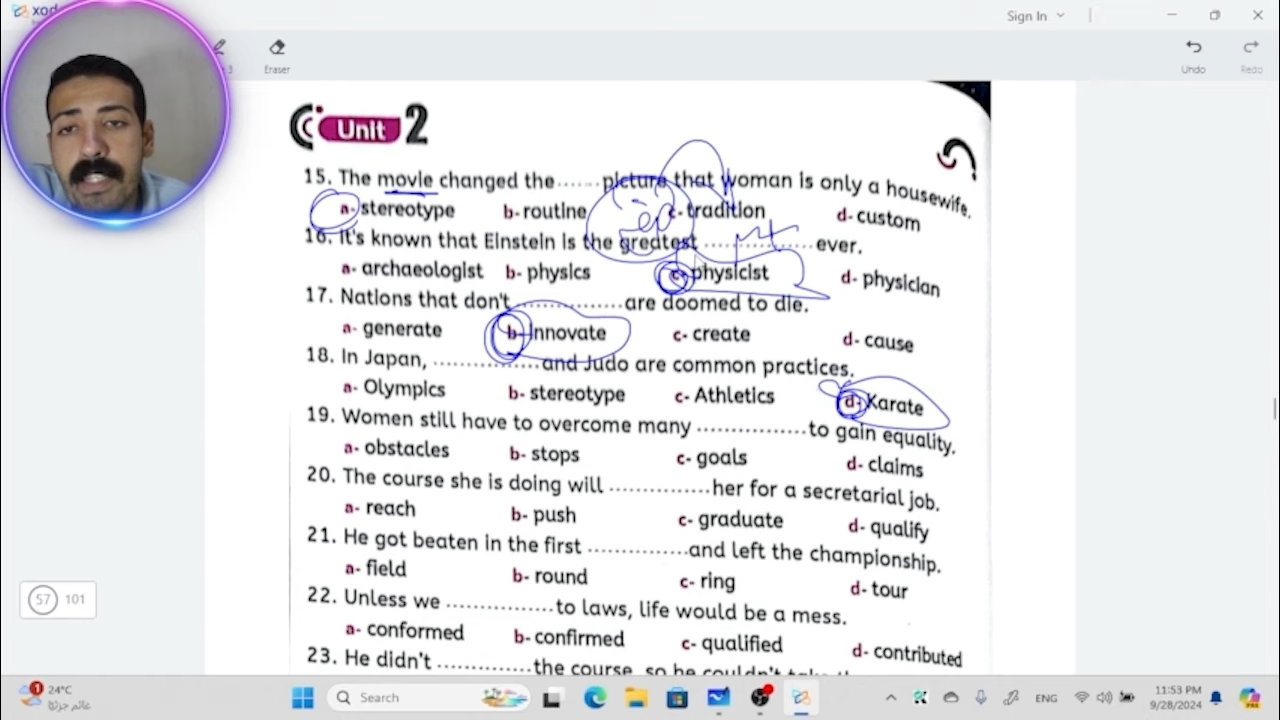 xodo
Sign In
3
Eraser
Undo
Redo
Unit 2
15. The movie changed the ...... picture that woman is only a housewife.
a- stereotype b- routine c- tradition d- custom
16. It's known that Einstein is the greatest ............... ever.
a- archaeologist b- physics c- physicist d- physician
17. Nations that don't ............... are doomed to die.
a- generate b- innovate c- create d- cause
18. In Japan, ............... and Judo are common practices.
a- Olympics b- stereotype c- Athletics d- Karate
19. Women still have to overcome many ............... to gain equality.
a- obstacles b- stops c- goals d- claims
20. The course she is doing will ............... her for a secretarial job.
a- reach b- push c- graduate d- qualify
21. He got beaten in the first ............... and left the championship.
a- field b- round c- ring d- tour
22. Unless we ............... to laws, life would be a mess.
a- conformed b- confirmed c- qualified d- contributed
23. He didn't ............... the course, so he couldn't take
57 101
1 24°C
غائم جزئيًا
Search
ENG
11:53 PM
9/28/2024
PRE